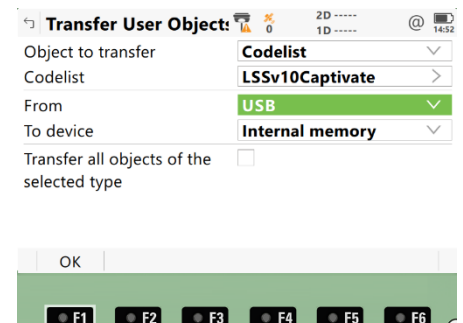 Transfer User Object: 0 2D ----- 1D ----- @ 14:52
Object to transfer Codelist
Codelist LSSv10Captivate
From USB
To device Internal memory
Transfer all objects of the
selected type
OK
F1 F2 F3 F4 F5 F6